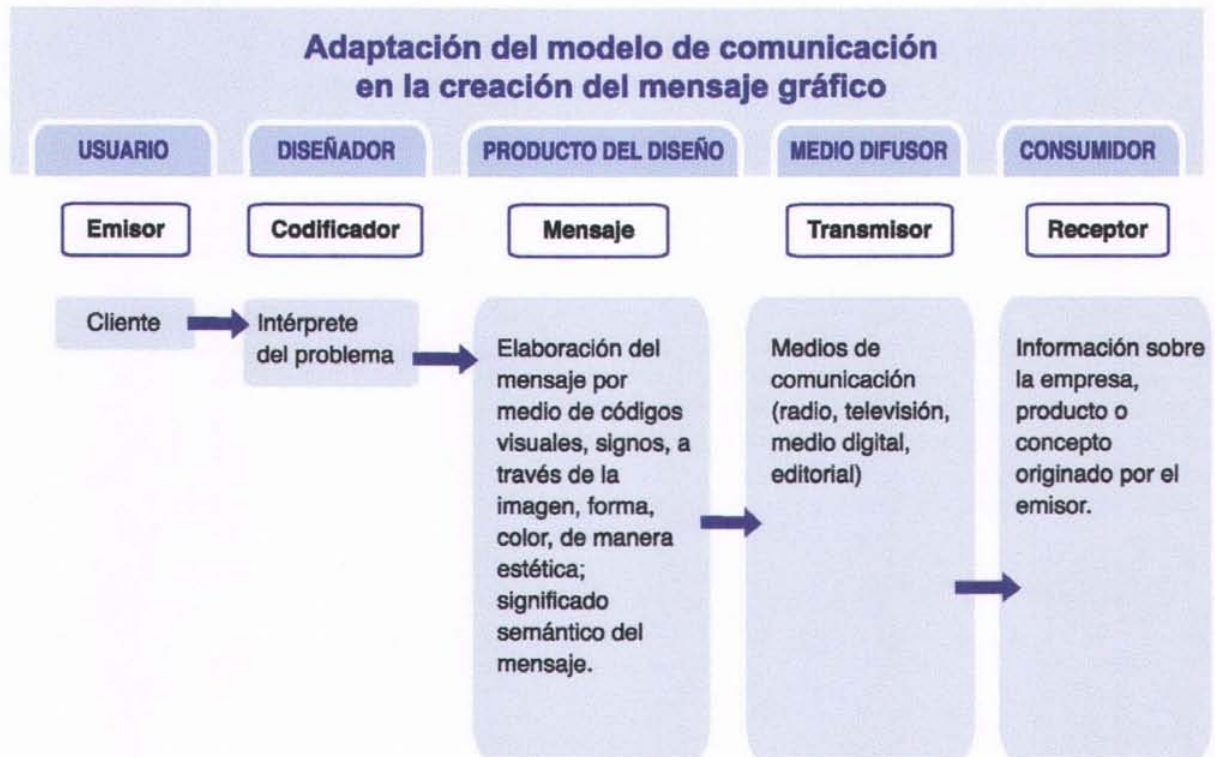 Adaptación del modelo de comunicación
en la creación del mensaje gráfico
USUARIO
DISEÑADOR
PRODUCTO DEL DISEÑO
MEDIO DIFUSOR
CONSUMIDOR
Emisor
Codificador
Mensaje
Transmisor
Receptor
Cliente
Intérprete
del problema
Elaboración del
mensaje por
medio de códigos
visuales, signos, a
través de la
imagen, forma,
color, de manera
estética;
significado
semántico del
mensaje.
Medios de
comunicación
(radio, televisión,
medio digital,
editorial)
Información sobre
la empresa,
producto o
concepto
originado por el
emisor.